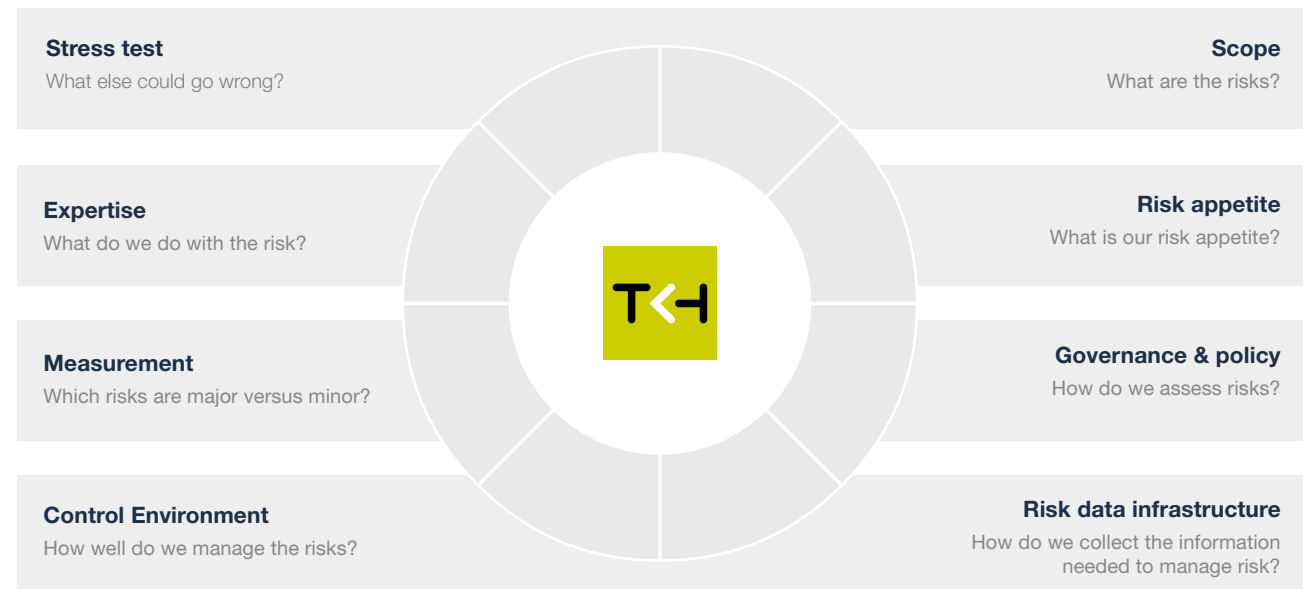 Stress test
What else could go wrong?
Scope
What are the risks?
Expertise
What do we do with the risk?
Risk appetite
What is our risk appetite?
TKH
Measurement
Which risks are major versus minor?
Governance & policy
How do we assess risks?
Control Environment
How well do we manage the risks?
Risk data infrastructure
How do we collect the information
needed to manage risk?